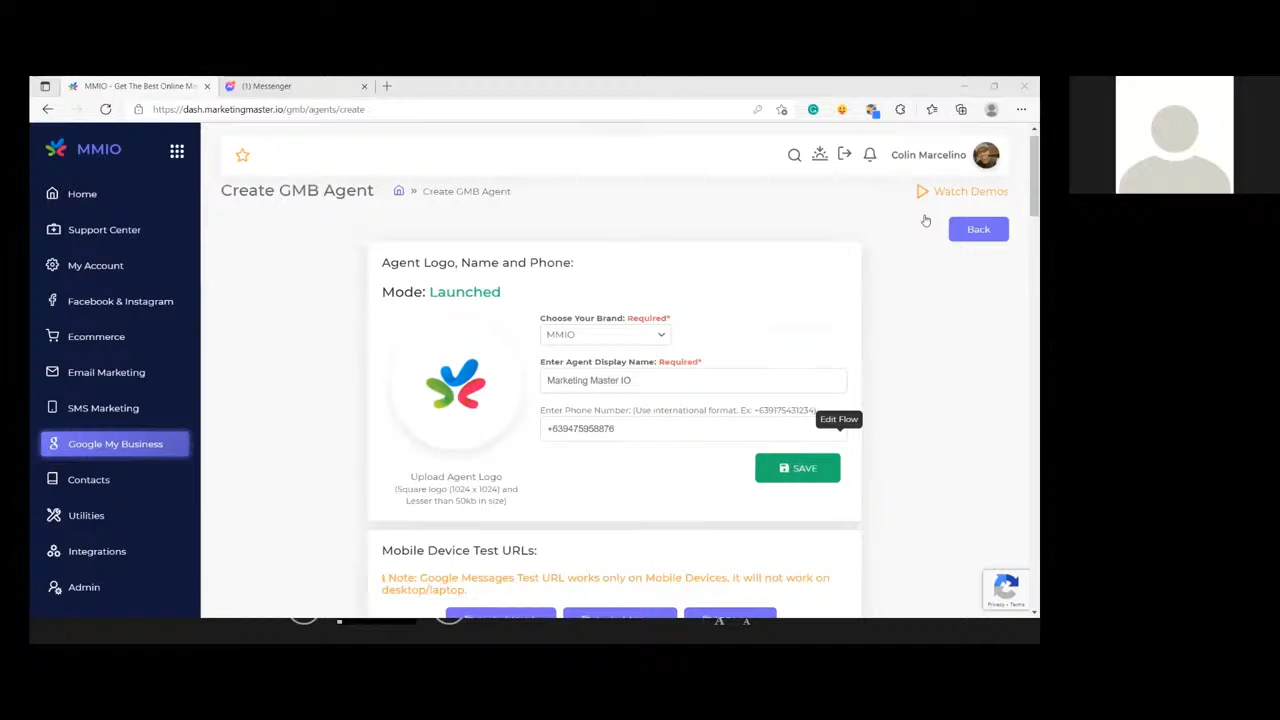 MMIO - Get The Best Online Ma
(1) Messenger
https://dash.marketingmaster.io/gmb/agents/create
MMIO
Colin Marcelino
Home
Support Center
My Account
Facebook & Instagram
Ecommerce
Email Marketing
SMS Marketing
Google My Business
Contacts
Utilities
Integrations
Admin
Create GMB Agent
» Create GMB Agent
Watch Demos
Back
Agent Logo, Name and Phone:
Mode: Launched
Choose Your Brand: Required*
MMIO
Enter Agent Display Name: Required*
Marketing Master IO
Enter Phone Number: (Use international format, Ex: +639175431234)
Edit Flow
+639475958876
SAVE
Upload Agent Logo
(Square logo (1024 x 1024) and
Lesser than 50kb in size)
Mobile Device Test URLs:
Note: Google Messages Test URL works only on Mobile Devices, it will not work on
desktop/laptop.
Privacy - Terms
A A